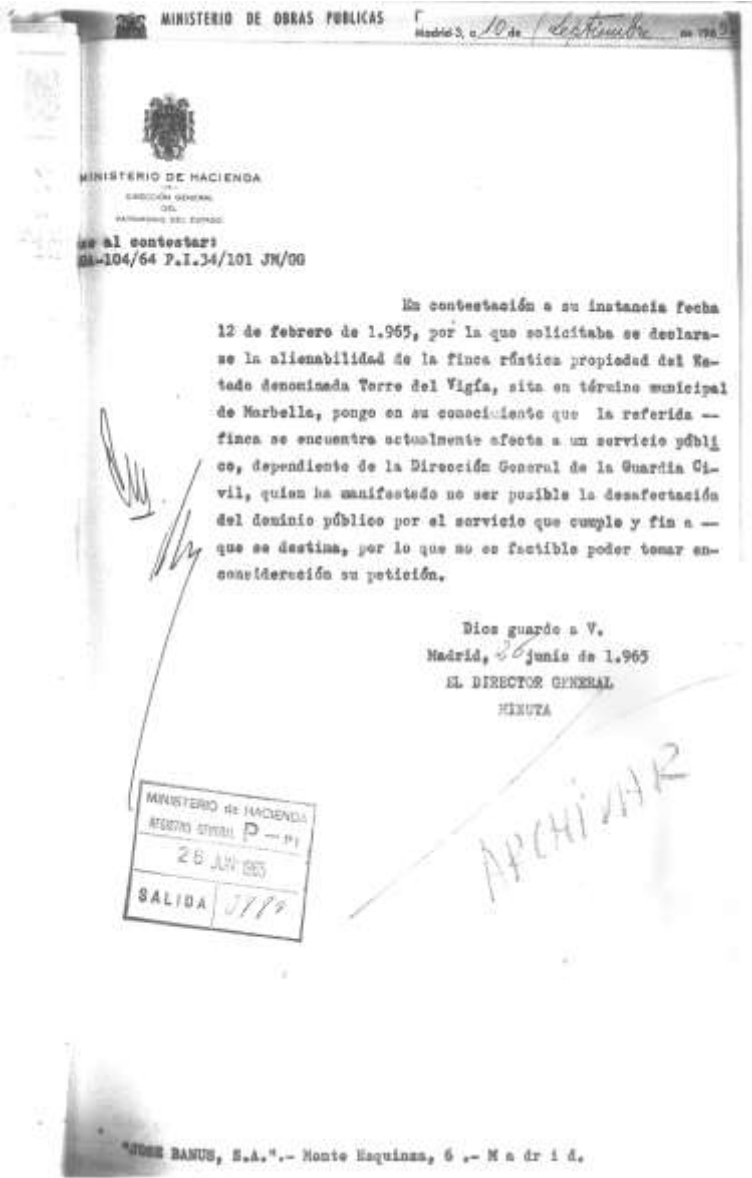 MINISTERIO DE OBRAS PUBLICAS
Madrid-3, a 10 de Septiembre de 196
MINISTERIO DE HACIENDA
DIRECCIÓN GENERAL
DEL
PATRIMONIO DEL ESTADO
al contestar:
-104/64 P.I.34/101 JM/GG
En contestación a su instancia fecha
12 de febrero de 1.965, por la que solicitaba se declara-
se la alienabilidad de la finca rústica propiedad del Es-
tado denominada Torre del Vigía, sita en término municipal
de Marbella, pongo en su conociiento que la referida —
finca se encuentra actualmente afecta a un servicio públi
co, dependiente de la Dirección General de la Guardia Ci-
vil, quien ha manifestado no ser posible la desafectación
del dominio público por el servicio que cumple y fin a —
que se destina, por lo que no es factible poder tomar en-
consideración su petición.
Dios guarde a V.
Madrid, 26 junio de 1.965
EL DIRECTOR GENERAL
MINUTA
ARCHIVAR
MINISTERIO de HACIENDA
REGISTRO GENERAL P - PI
26 JUN 1965
SALIDA
"JOSE BANUS, S.A.".- Monte Esquinza, 6 .- M a dr i d.